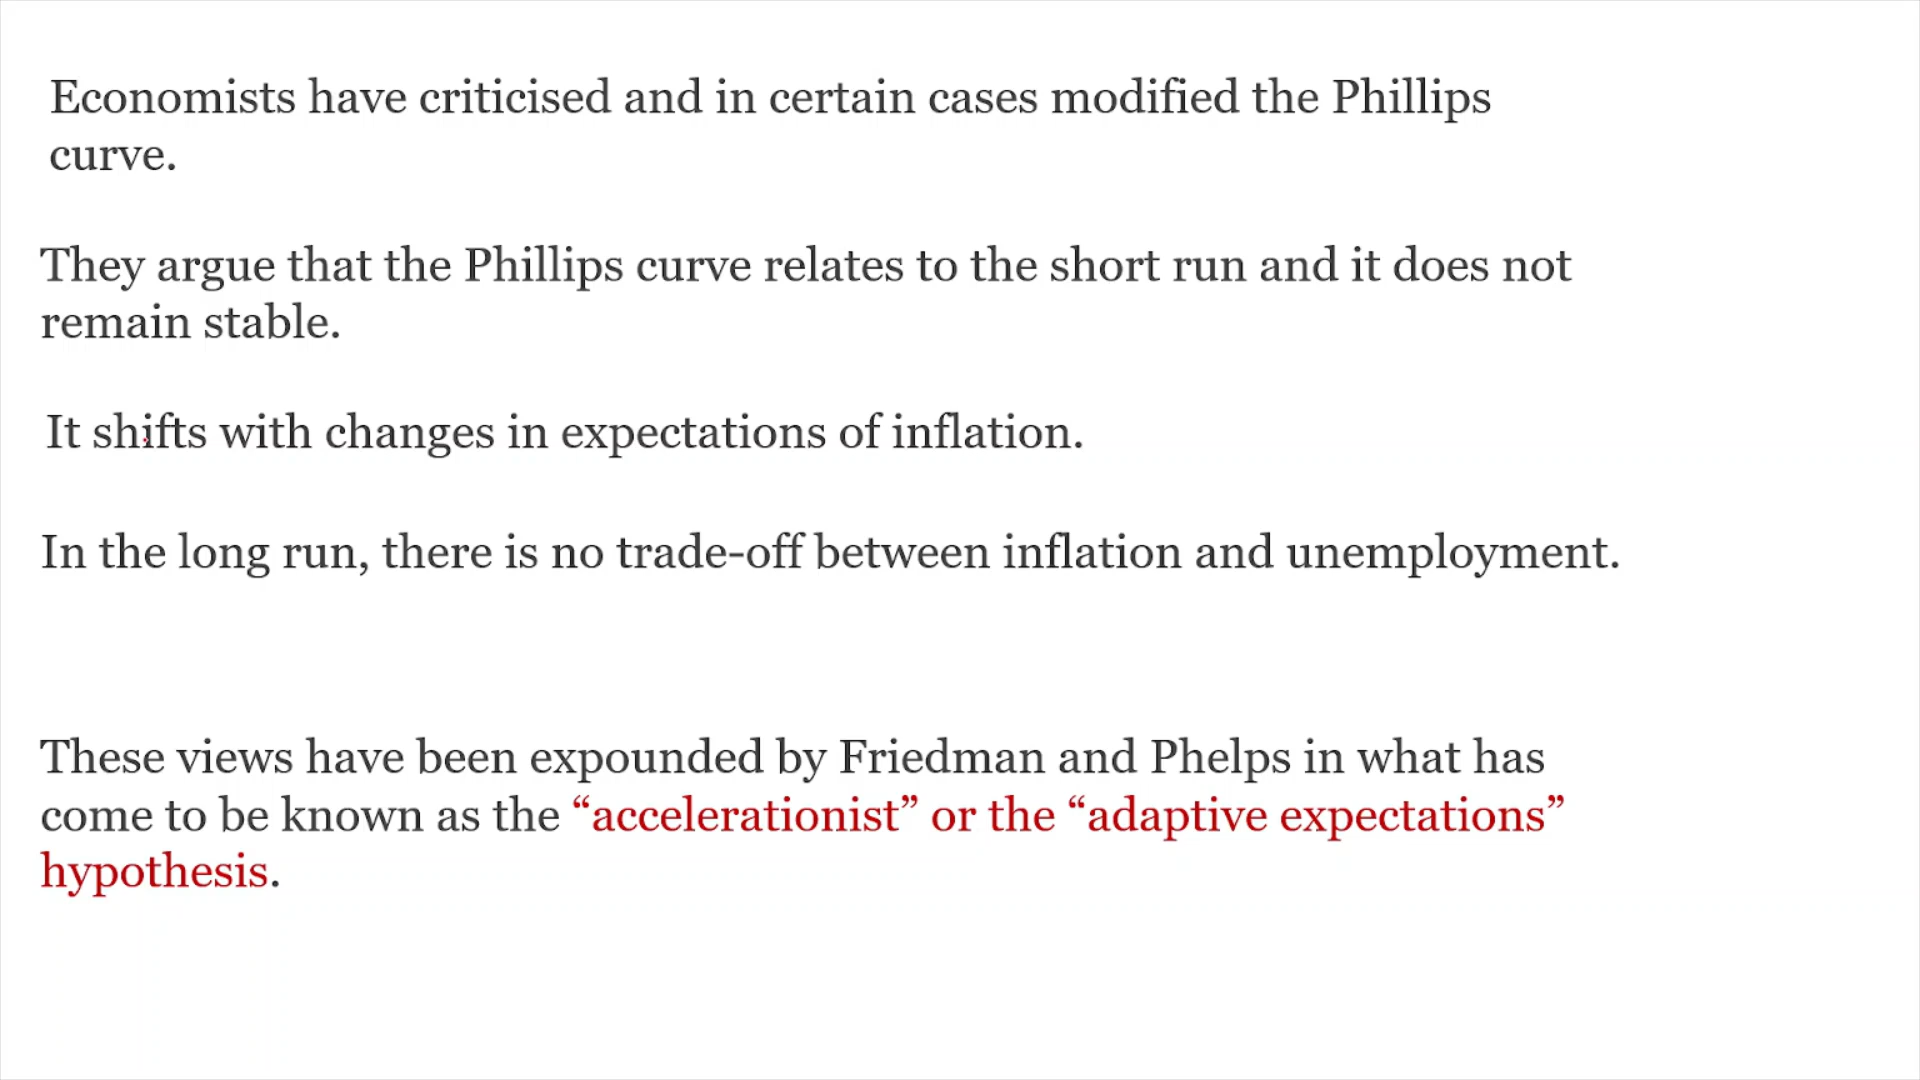 Economists have criticised and in certain cases modified the Phillips
curve.
They argue that the Phillips curve relates to the short run and it does not
remain stable.
It shifts with changes in expectations of inflation.
In the long run, there is no trade-off between inflation and unemployment.
These views have been expounded by Friedman and Phelps in what has
come to be known as the “accelerationist” or the “adaptive expectations”
hypothesis.